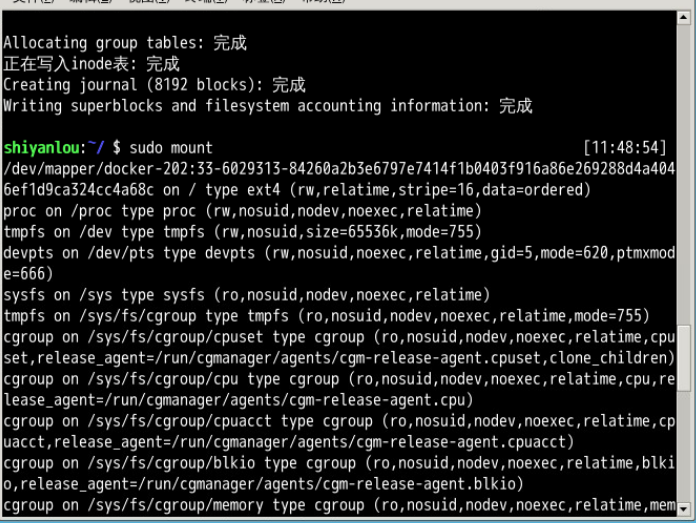 Allocating group tables: 完成
正在写入inode表: 完成
Creating journal (8192 blocks): 完成
Writing superblocks and filesystem accounting information: 完成
shiyanlou:~/ $ sudo mount [11:48:54]
/dev/mapper/docker-202:33-6029313-84260a2b3e6797e7414f1b0403f916a86e269288d4a404
6ef1d9ca324cc4a68c on / type ext4 (rw,relatime,stripe=16,data=ordered)
proc on /proc type proc (rw,nosuid,nodev,noexec,relatime)
tmpfs on /dev type tmpfs (rw,nosuid,size=65536k,mode=755)
devpts on /dev/pts type devpts (rw,nosuid,noexec,relatime,gid=5,mode=620,ptmxmod
e=666)
sysfs on /sys type sysfs (ro,nosuid,nodev,noexec,relatime)
tmpfs on /sys/fs/cgroup type tmpfs (ro,nosuid,nodev,noexec,relatime,mode=755)
cgroup on /sys/fs/cgroup/cpuset type cgroup (ro,nosuid,nodev,noexec,relatime,cpu
set,release_agent=/run/cgmanager/agents/cgm-release-agent.cpuset,clone_children)
cgroup on /sys/fs/cgroup/cpu type cgroup (ro,nosuid,nodev,noexec,relatime,cpu,re
lease_agent=/run/cgmanager/agents/cgm-release-agent.cpu)
cgroup on /sys/fs/cgroup/cpuacct type cgroup (ro,nosuid,nodev,noexec,relatime,cp
uacct,release_agent=/run/cgmanager/agents/cgm-release-agent.cpuacct)
cgroup on /sys/fs/cgroup/blkio type cgroup (ro,nosuid,nodev,noexec,relatime,blki
o,release_agent=/run/cgmanager/agents/cgm-release-agent.blkio)
cgroup on /sys/fs/cgroup/memory type cgroup (ro,nosuid,nodev,noexec,relatime,mem